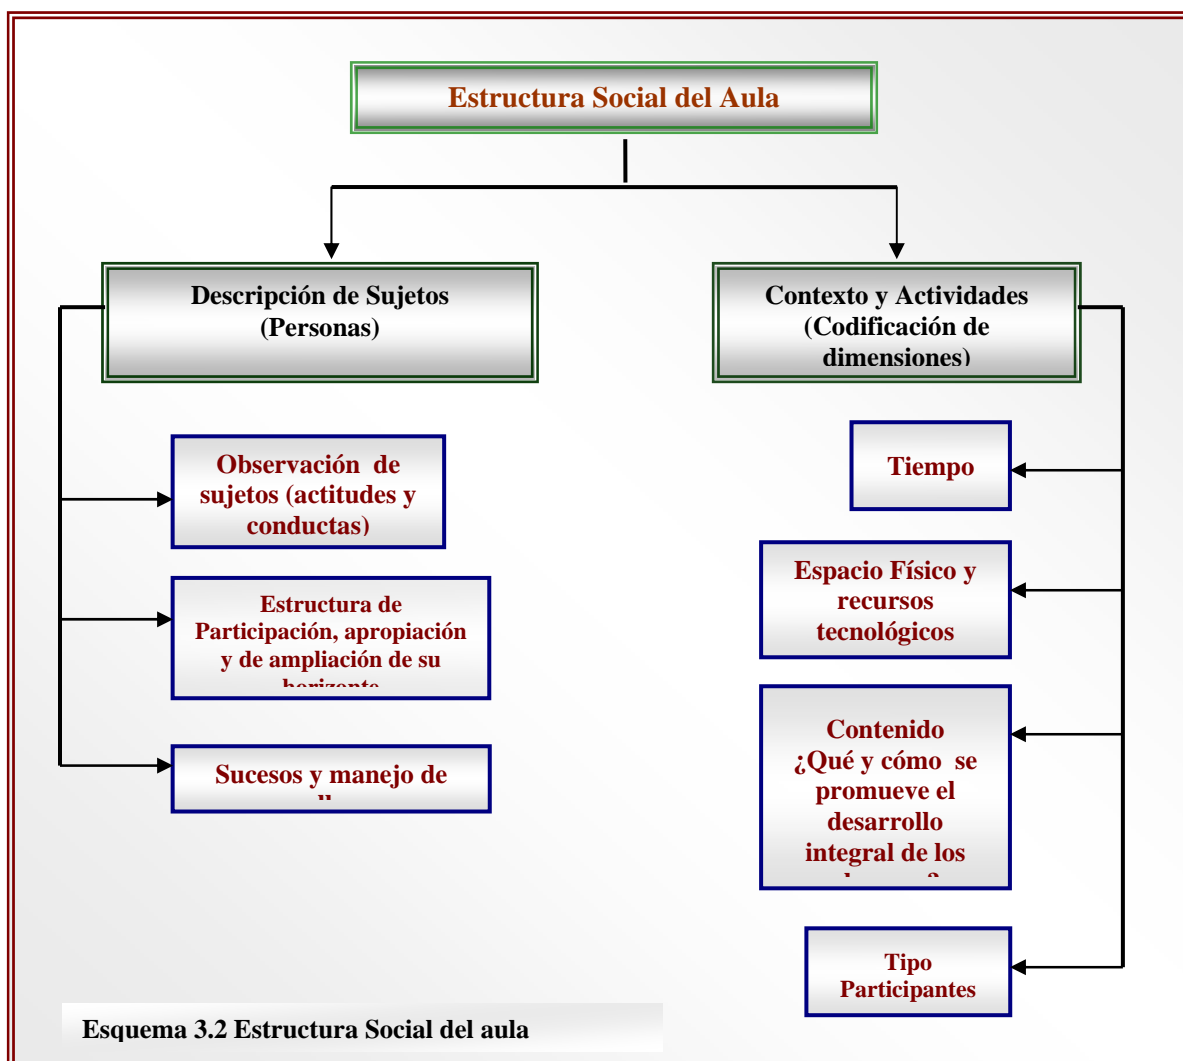 Estructura Social del Aula
Descripción de Sujetos
(Personas)
Observación de
sujetos (actitudes y
conductas)
Estructura de
Participación, apropiación
y de ampliación de su
horizonte
Sucesos y manejo de
Contexto y Actividades
(Codificación de
dimensiones)
Tiempo
Espacio Físico y
recursos
tecnológicos
Contenido
¿Qué y cómo se
promueve el
desarrollo
integral de los
Tipo
Participantes
Esquema 3.2 Estructura Social del aula